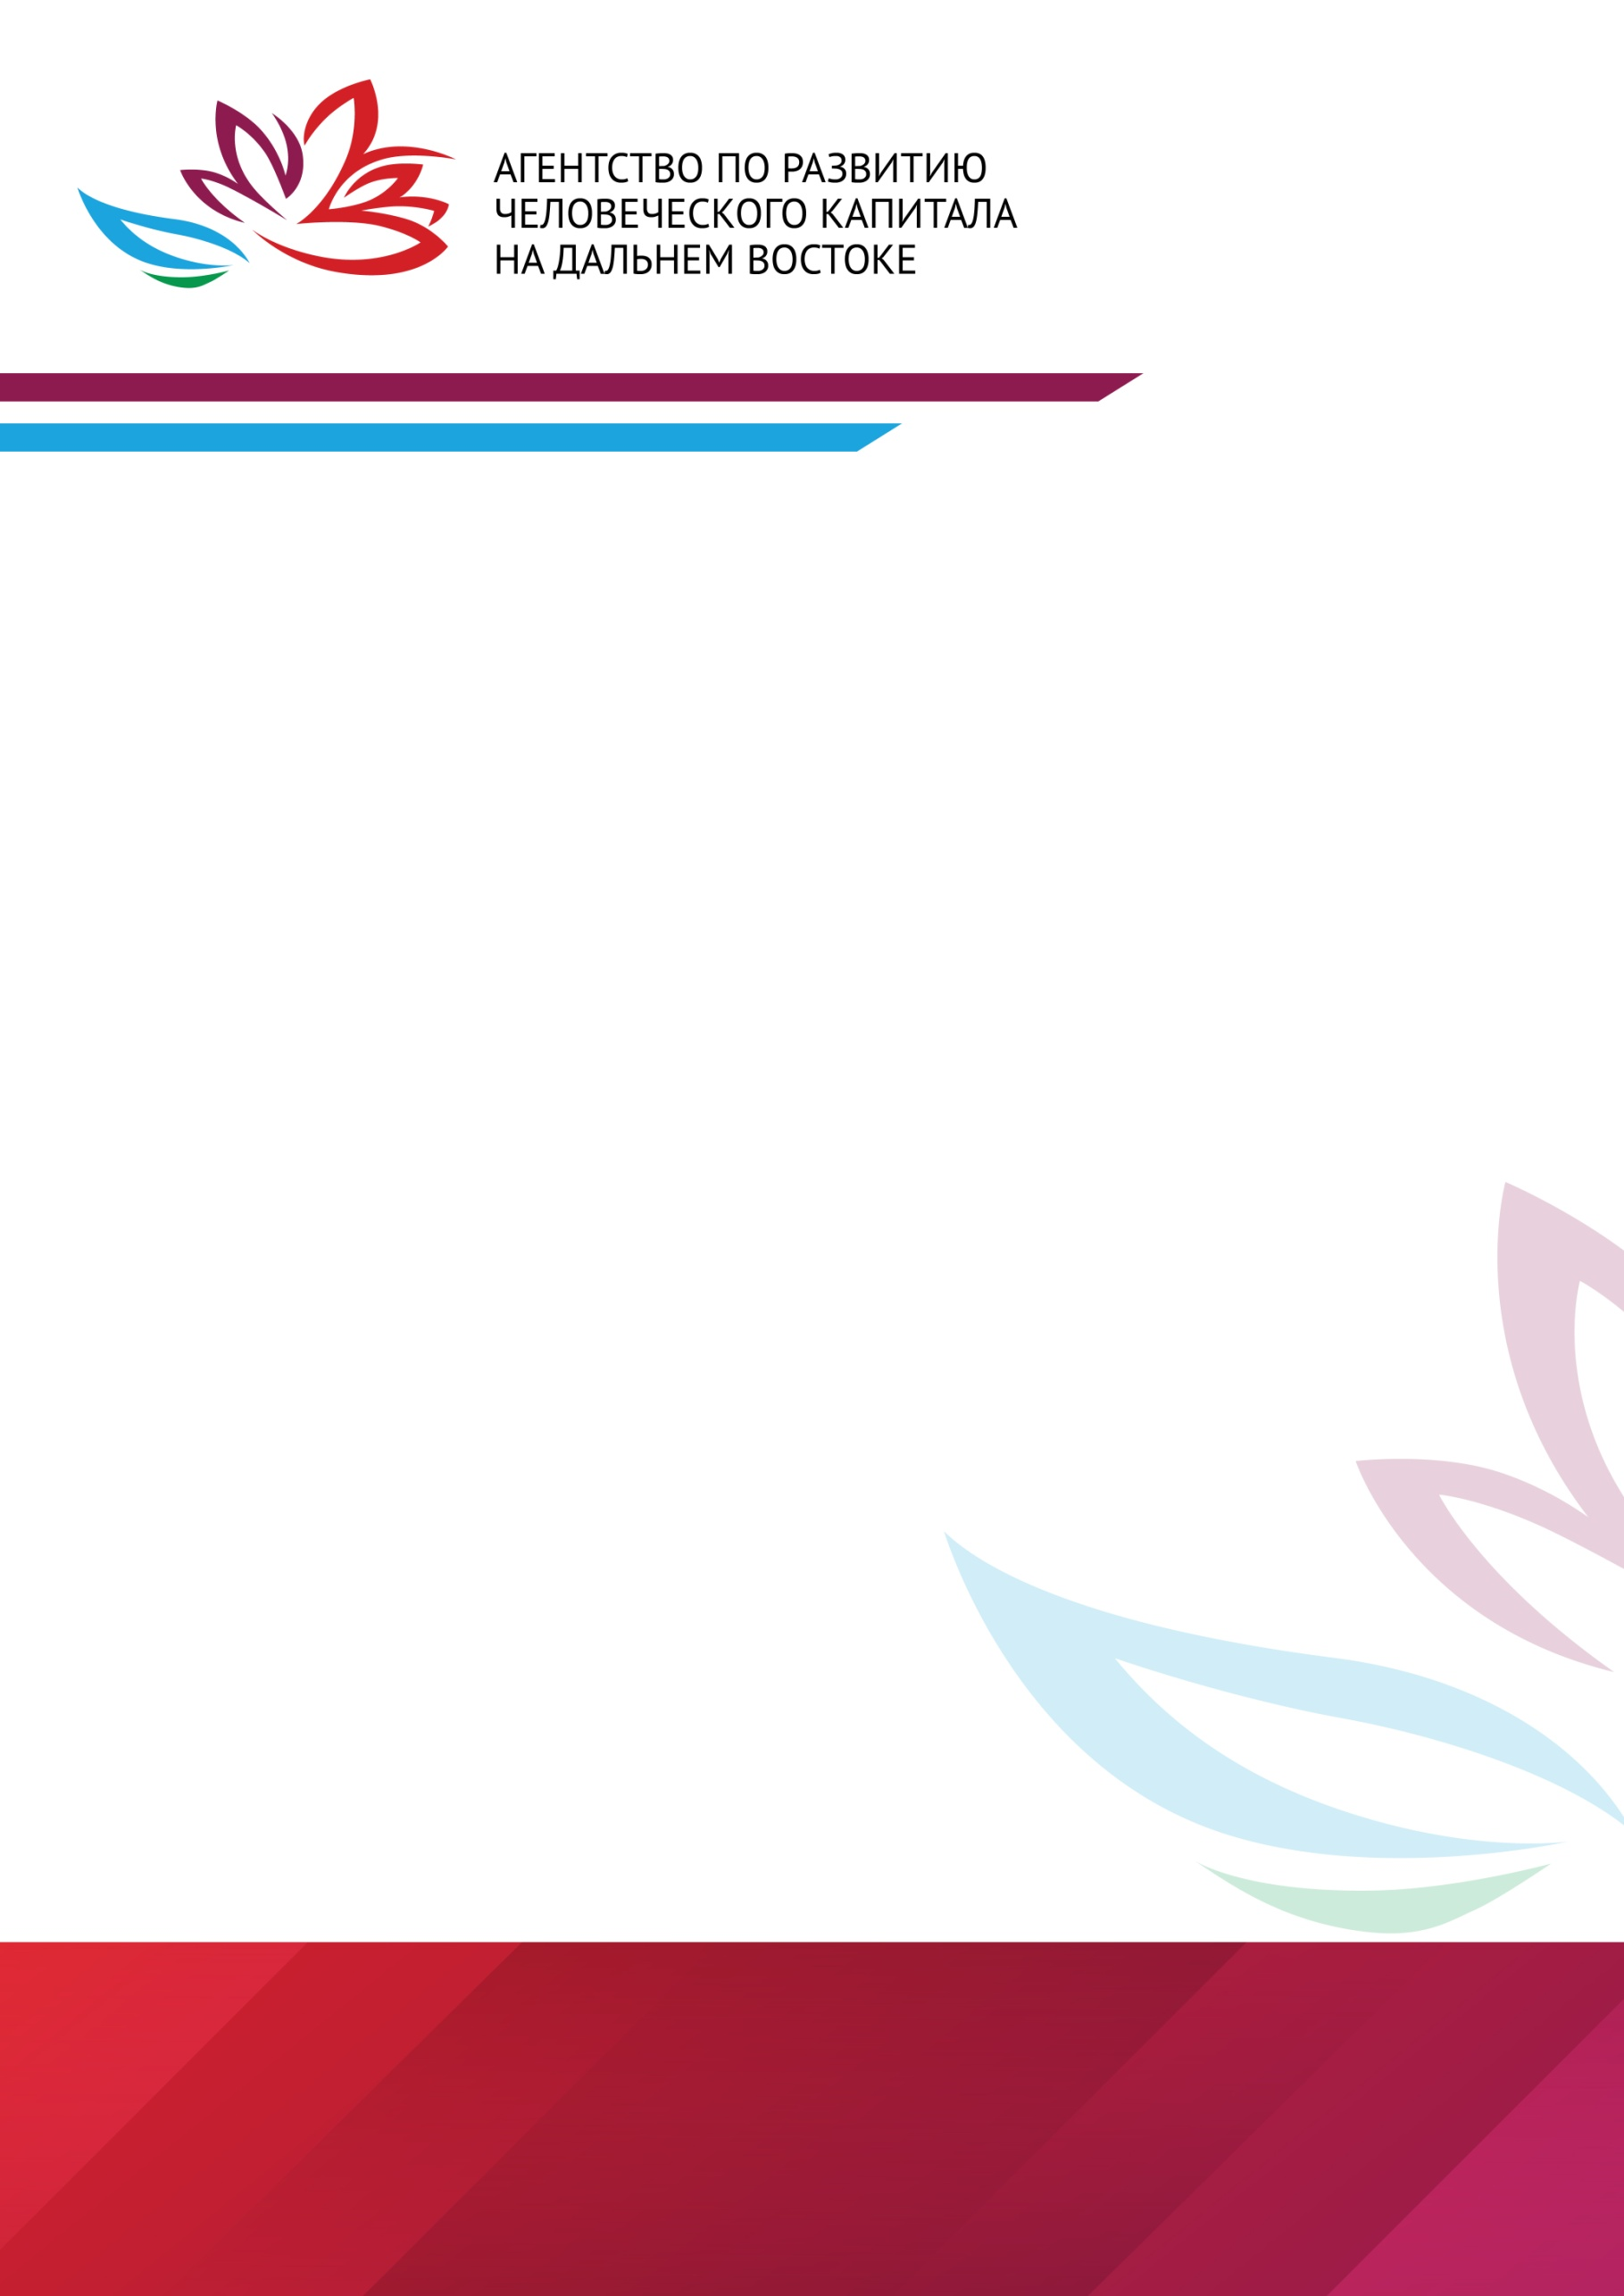 АГЕНТСТВО ПО РАЗВИТИЮ
ЧЕЛОВЕЧЕСКОГО КАПИТАЛА
НА ДАЛЬНЕМ ВОСТОКЕ